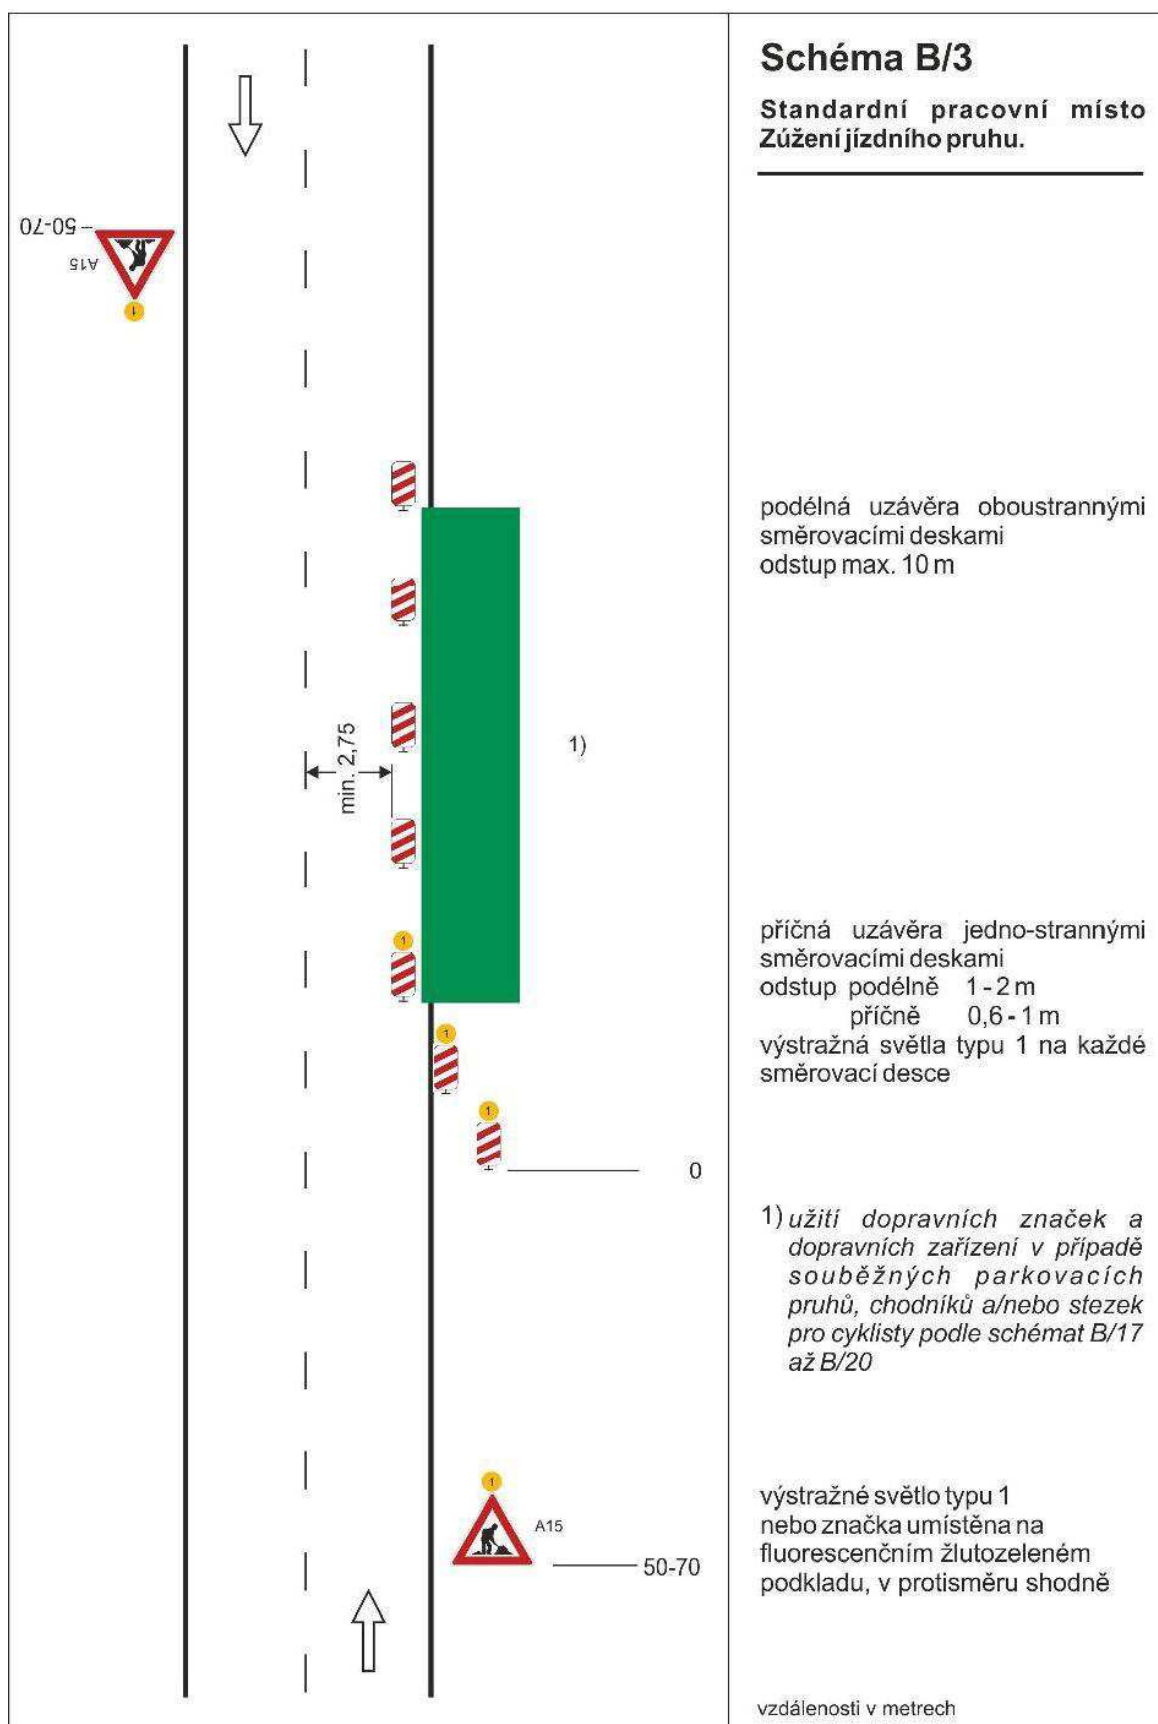 Schéma B/3
Standardní pracovní místo
Zúžení jízdního pruhu.
50-70
A15
1
podélná uzávěra oboustrannými
směrovacími deskami
odstup max. 10 m
min. 2,75
1)
1
příčná uzávěra jedno-strannými
směrovacími deskami
odstup podélně 1 - 2 m
příčně 0,6 - 1 m
výstražná světla typu 1 na každé
směrovací desce
1
1
0
1) užití dopravních značek a
dopravních zařízení v případě
souběžných parkovacích
pruhů, chodníků a/nebo stezek
pro cyklisty podle schémat B/17
až B/20
1
A15
50-70
výstražné světlo typu 1
nebo značka umístěna na
fluorescenčním žlutozeleném
podkladu, v protisměru shodně
vzdálenosti v metrech